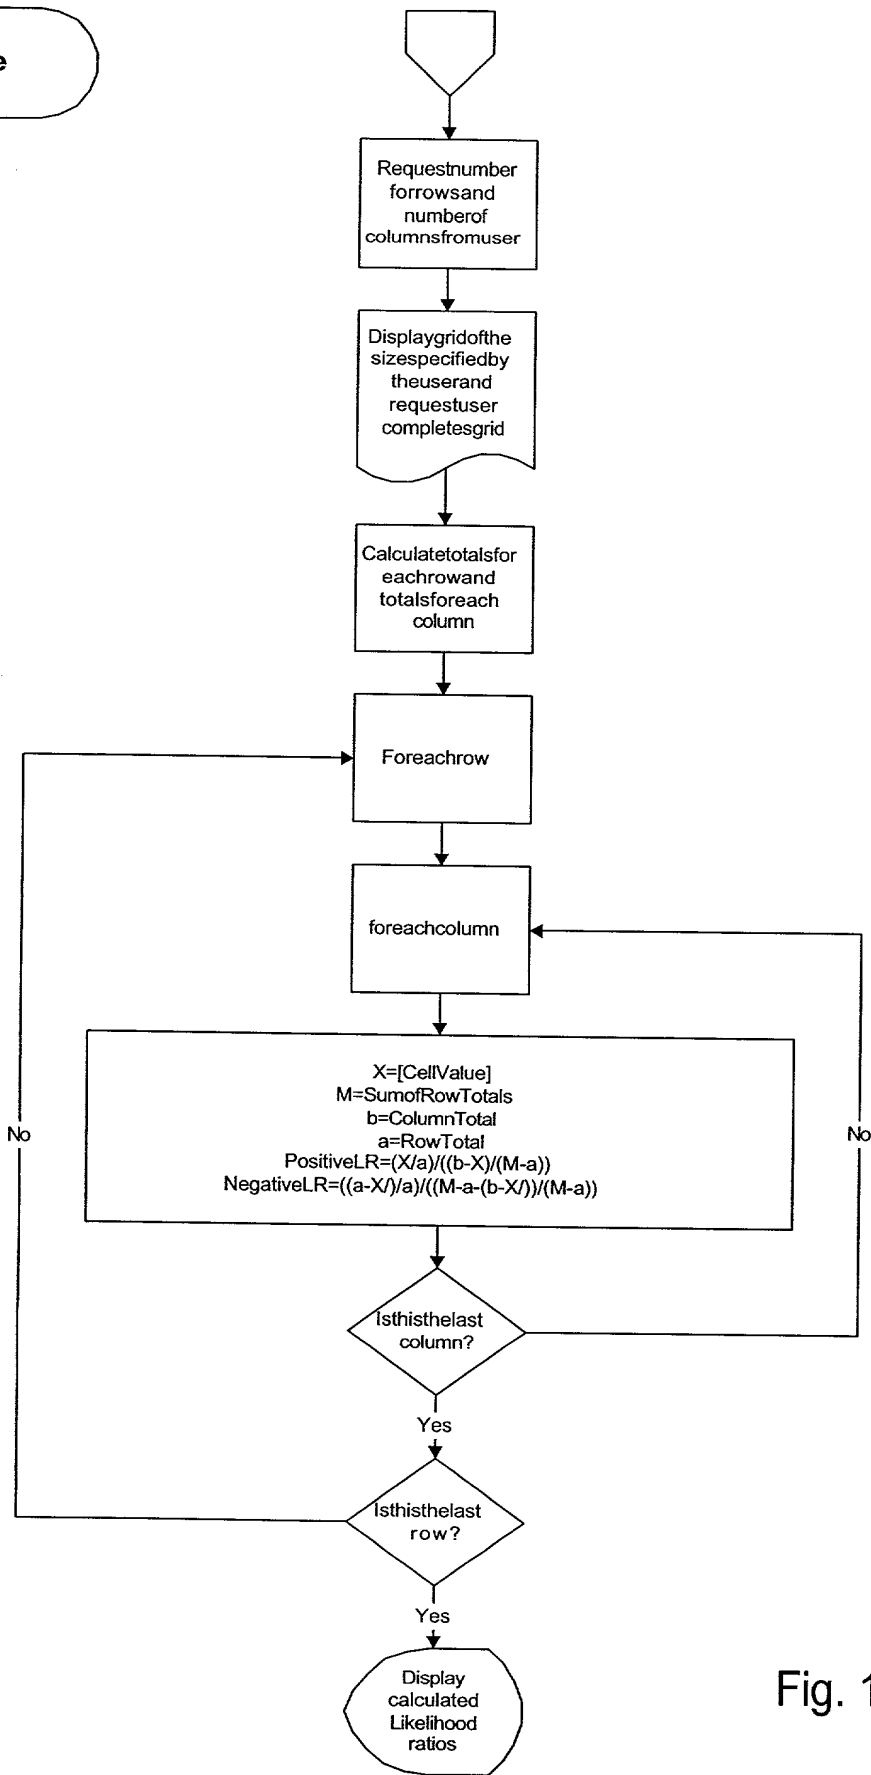 Requestnumber
forrowsand
numberof
columnsfromuser
Displaygridofthe
sizespecifiedby
theuserand
requestuser
completesgrid
Calculatetotalsfor
eachrowand
totalsforeach
column
Foreachrow
foreachcolumn
X=[CellValue]
M=SumofRowTotals
b=ColumnTotal
a=RowTotal
PositiveLR=(X/a)/((b-X)/(M-a))
NegativeLR=((a-X/)/a)/((M-a-(b-X/))/(M-a))
No
No
Isthisthelast
column?
Yes
Isthisthelast
row?
Yes
Display
calculated
Likelihood
ratios
Fig. 1